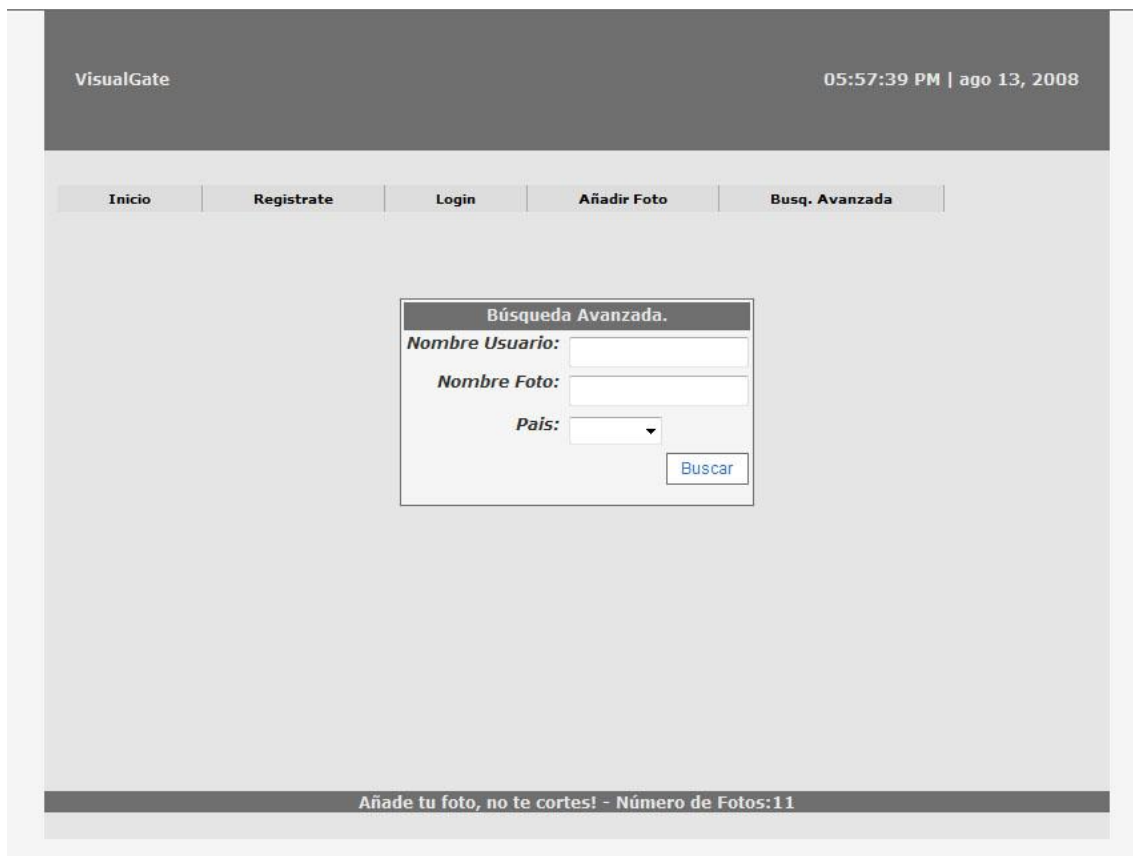 VisualGate 05:57:39 PM | ago 13, 2008
Inicio Registrate Login Añadir Foto Busq. Avanzada
Búsqueda Avanzada.
Nombre Usuario:
Nombre Foto:
Pais:
Buscar
Añade tu foto, no te cortes! - Número de Fotos:11